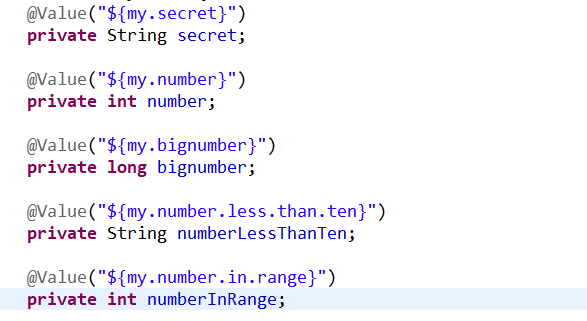 @Value("${my.secret}")
private String secret;
@Value("${my.number}")
private int number;
@Value("${my.bignumber}")
private long bignumber;
@Value("${my.number.less.than.ten}")
private String numberLessThanTen;
@Value("${my.number.in.range}")
private int numberInRange;